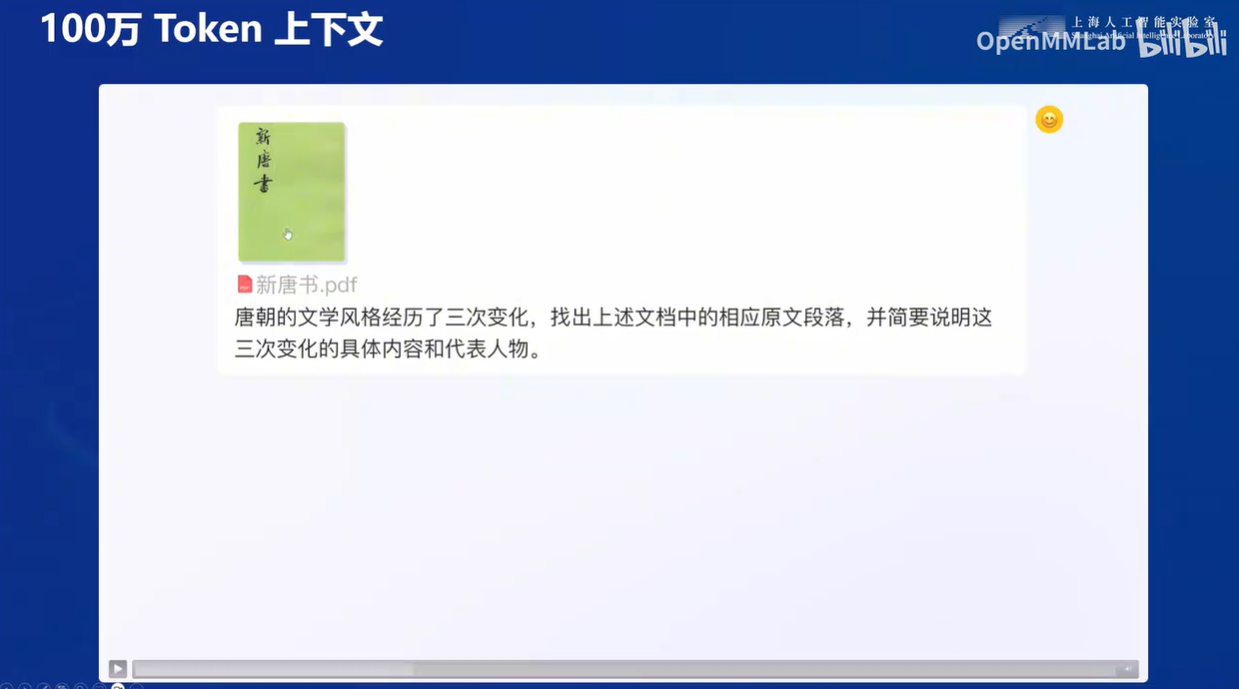 100万 Token 上下文
上海人工智能实验室
Shanghai Artificial Intelligence Laboratory
OpenMMLab bilibili
新
唐
書
新唐书.pdf
唐朝的文学风格经历了三次变化，找出上述文档中的相应原文段落，并简要说明这
三次变化的具体内容和代表人物。